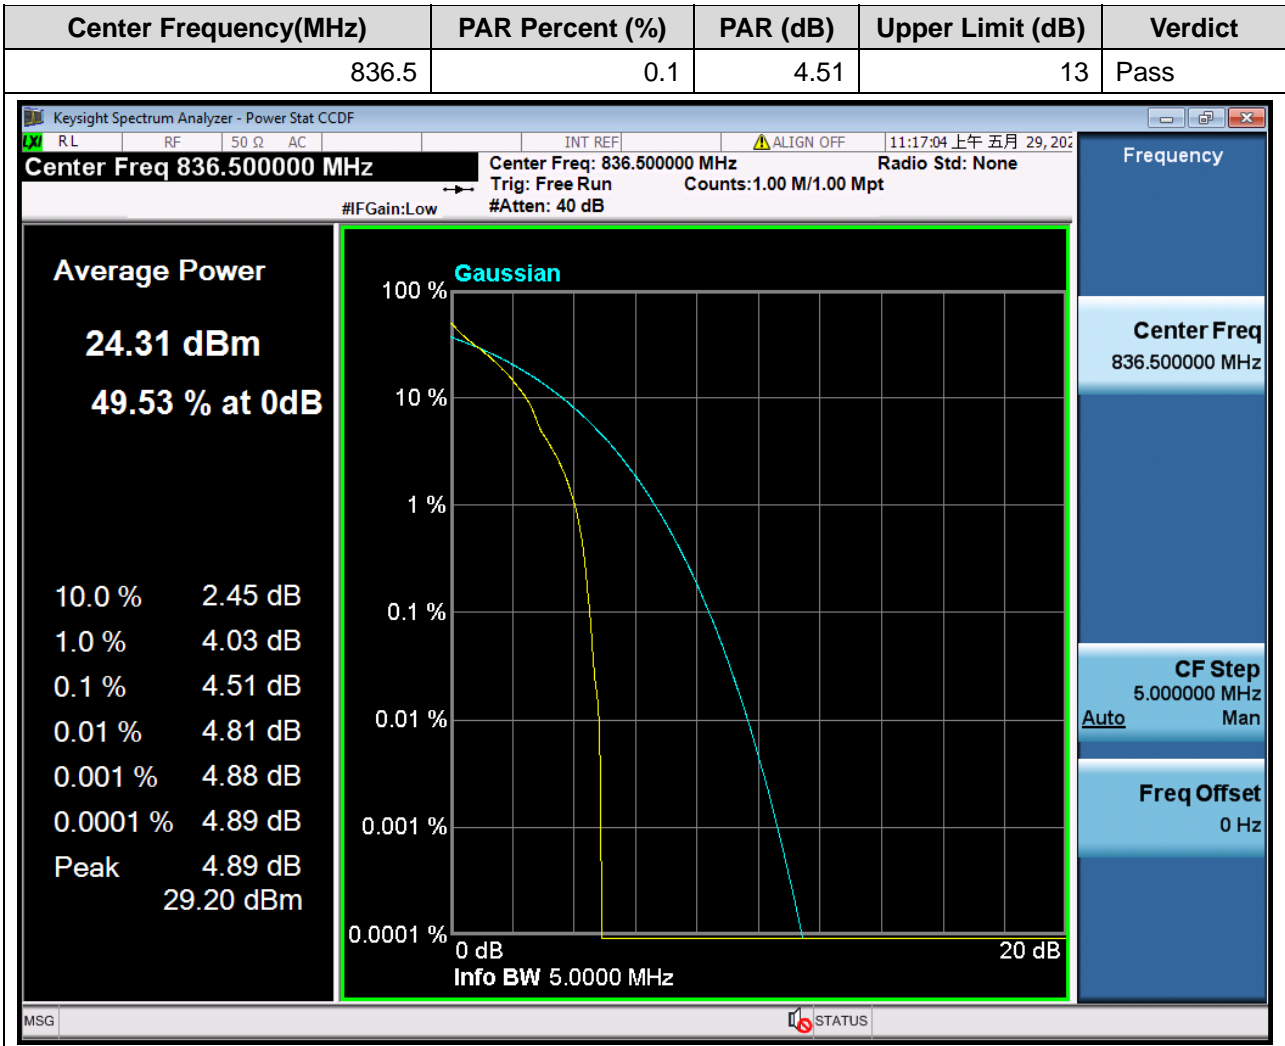 Center Frequency(MHz) PAR Percent (%) PAR (dB) Upper Limit (dB) Verdict
836.5 0.1 4.51 13 Pass
Keysight Spectrum Analyzer - Power Stat CCDF
LXI RL RF 50 Ω AC INT REF ALIGN OFF 11:17:04 上午 五月 29, 202
Center Freq 836.500000 MHz
Center Freq: 836.500000 MHz Radio Std: None
Trig: Free Run Counts:1.00 M/1.00 Mpt
#IFGain:Low #Atten: 40 dB
Average Power
24.31 dBm
49.53 % at 0dB
10.0 % 2.45 dB
1.0 % 4.03 dB
0.1 % 4.51 dB
0.01 % 4.81 dB
0.001 % 4.88 dB
0.0001 % 4.89 dB
Peak 4.89 dB
29.20 dBm
Gaussian
100 %
10 %
1 %
0.1 %
0.01 %
0.001 %
0.0001 %
0 dB 20 dB
Info BW 5.0000 MHz
Frequency
Center Freq
836.500000 MHz
CF Step
5.000000 MHz
Auto Man
Freq Offset
0 Hz
MSG STATUS